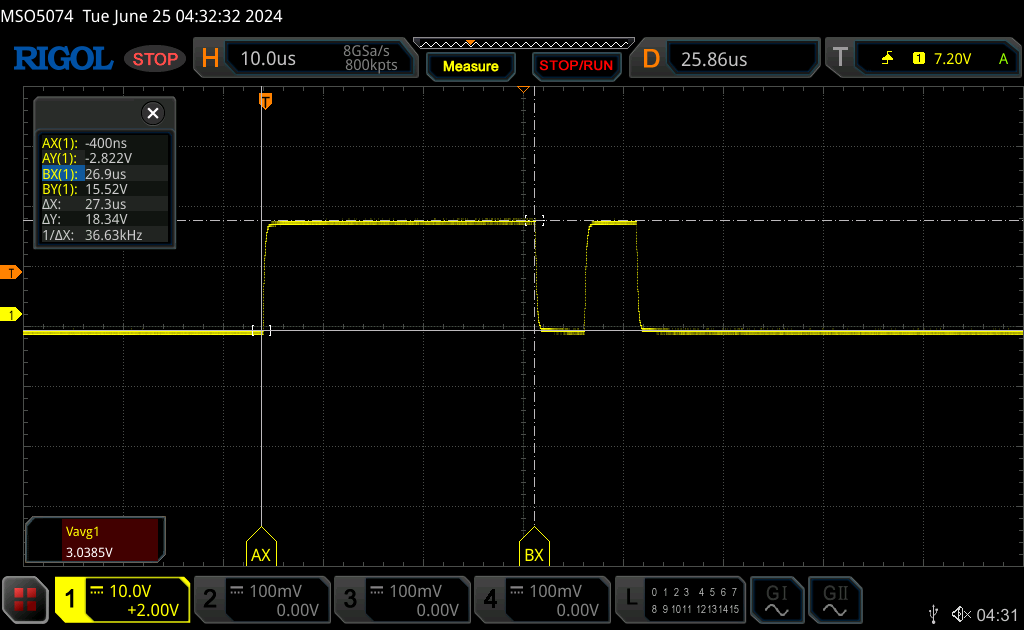 MSO5074 Tue June 25 04:32:32 2024
RIGOL STOP H 10.0us 8GSa/s 800kpts Measure STOP/RUN D 25.86us T 1 7.20V A
T
AX(1): -400ns
AY(1): -2.822V
BX(1): 26.9us
BY(1): 15.52V
ΔX: 27.3us
ΔY: 18.34V
1/ΔX: 36.63kHz
T
1
Vavg1
3.0385V
AX BX
1 10.0V +2.00V 2 100mV 0.00V 3 100mV 0.00V 4 100mV 0.00V L 0 1 2 3 4 5 6 7 8 9 10 11 12 13 14 15 GI GII
04:31